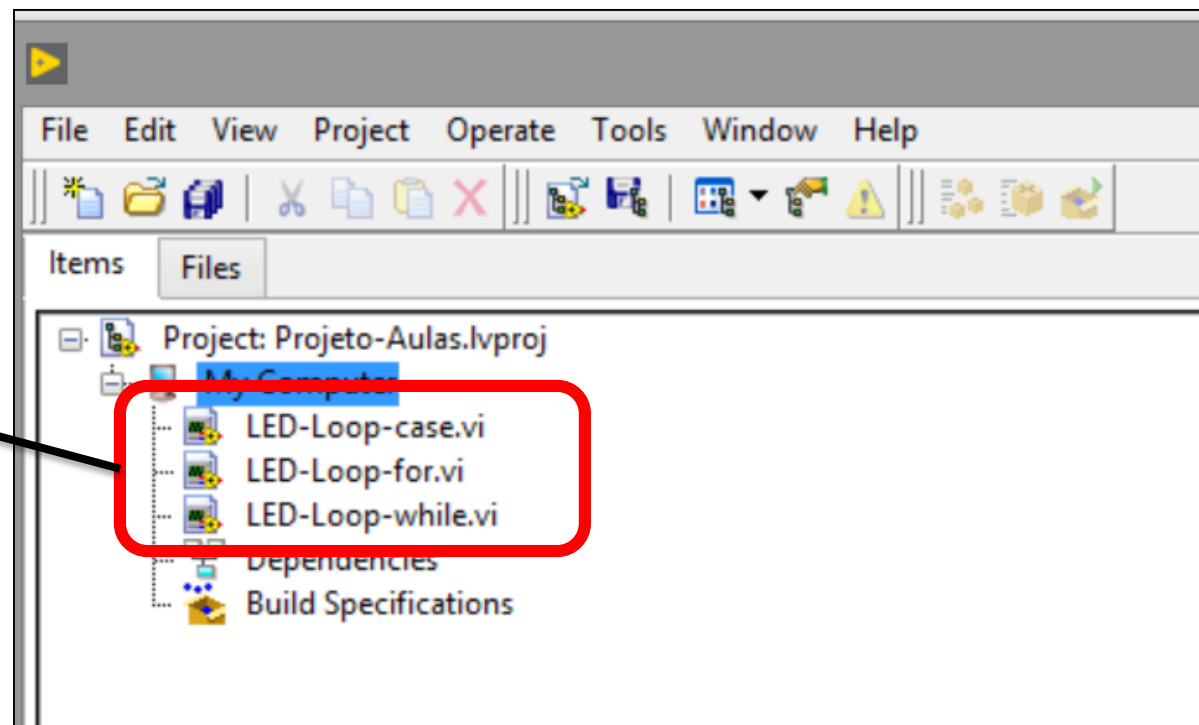 File Edit View Project Operate Tools Window Help
Items Files
Project: Projeto-Aulas.lvproj
My Computer
LED-Loop-case.vi
LED-Loop-for.vi
LED-Loop-while.vi
Dependencies
Build Specifications